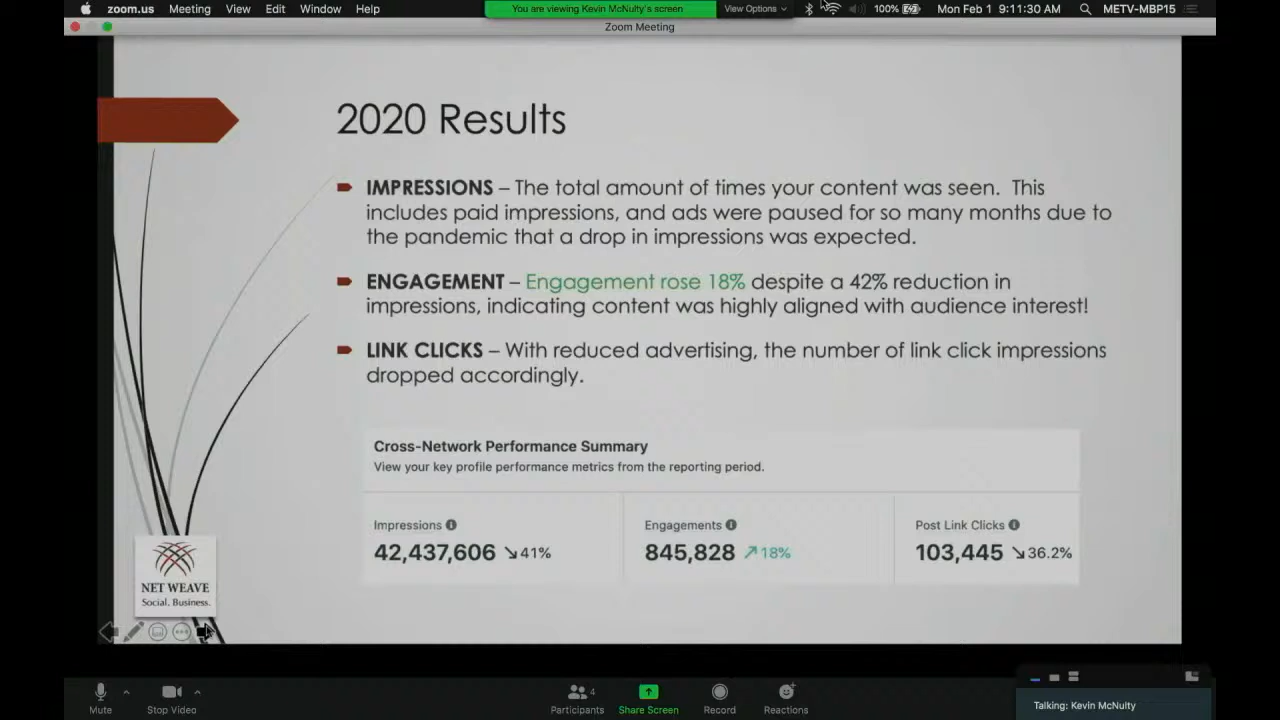 zoom.us Meeting View Edit Window Help
You are viewing Kevin McNulty's screen
View Options
100%
Mon Feb 1 9:11:30 AM
METV-MBP15
Zoom Meeting
2020 Results
IMPRESSIONS – The total amount of times your content was seen. This
includes paid impressions, and ads were paused for so many months due to
the pandemic that a drop in impressions was expected.
ENGAGEMENT – Engagement rose 18% despite a 42% reduction in
impressions, indicating content was highly aligned with audience interest!
LINK CLICKS – With reduced advertising, the number of link click impressions
dropped accordingly.
Cross-Network Performance Summary
View your key profile performance metrics from the reporting period.
Impressions
42,437,606 ↘41%
Engagements
845,828 ↗18%
Post Link Clicks
103,445 ↘36.2%
NET WEAVE
Social. Business.
Mute
Stop Video
4
Participants
Share Screen
Record
Reactions
Talking: Kevin McNulty